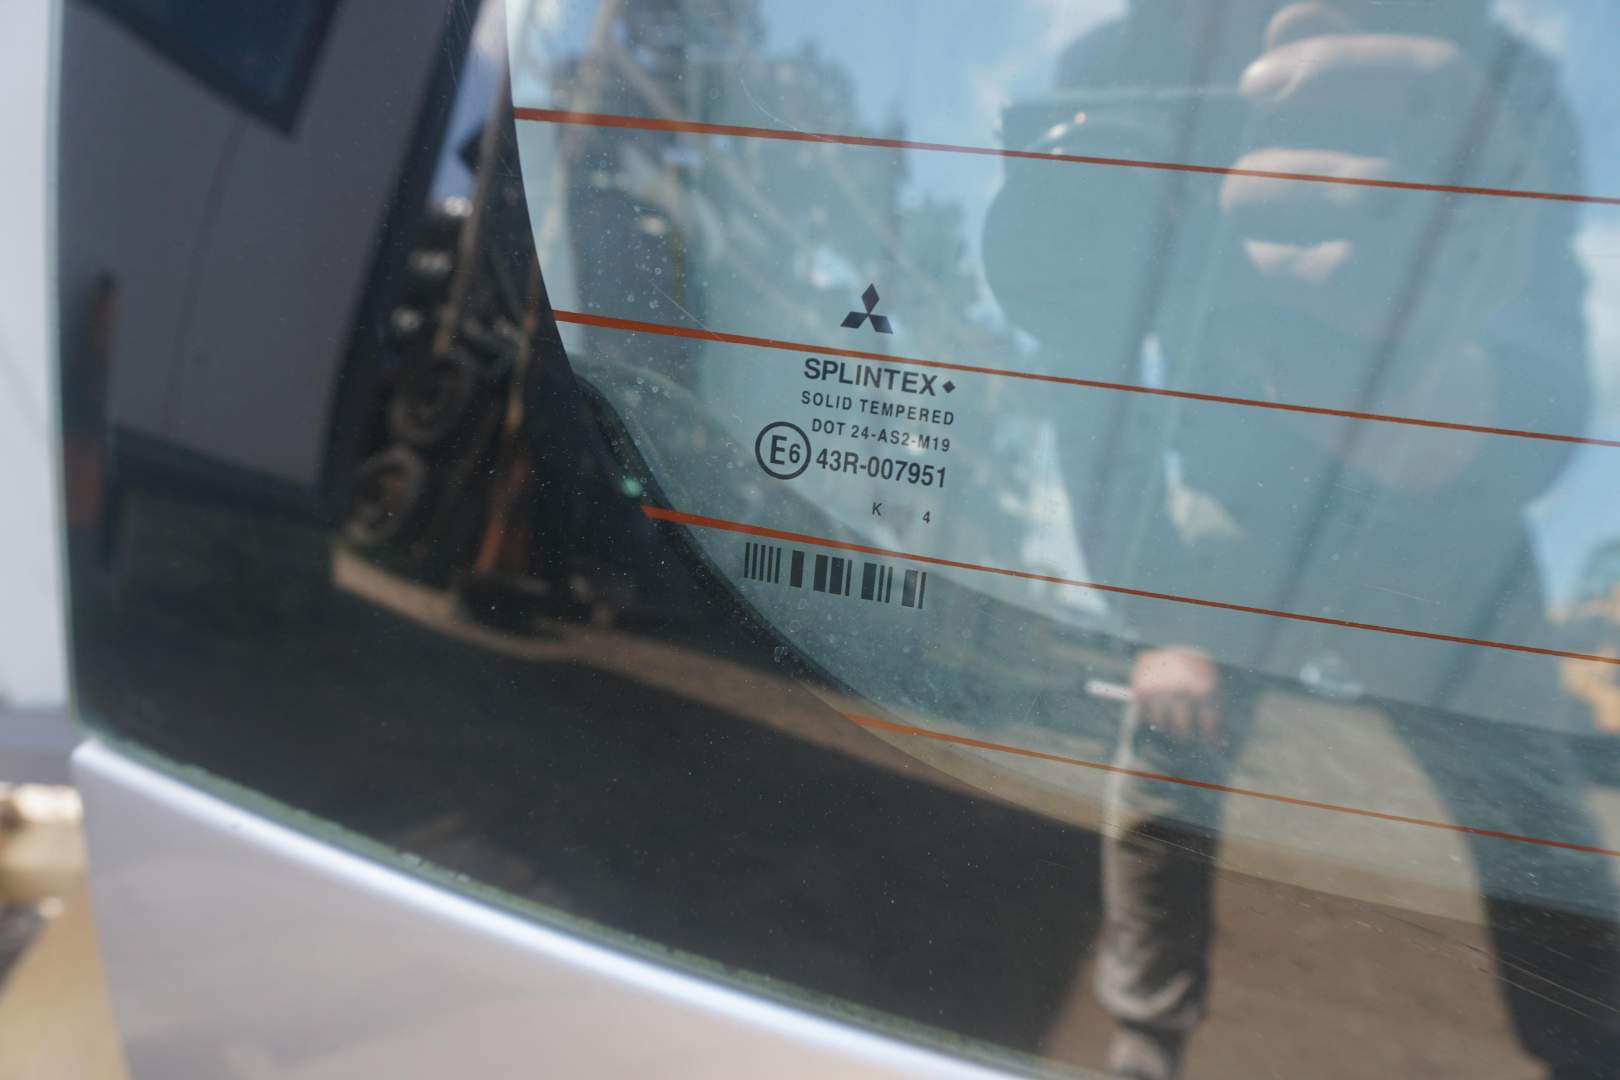 SPLINTEX
SOLID TEMPERED
DOT 24-AS2-M19
E6 43R-007951
K 4